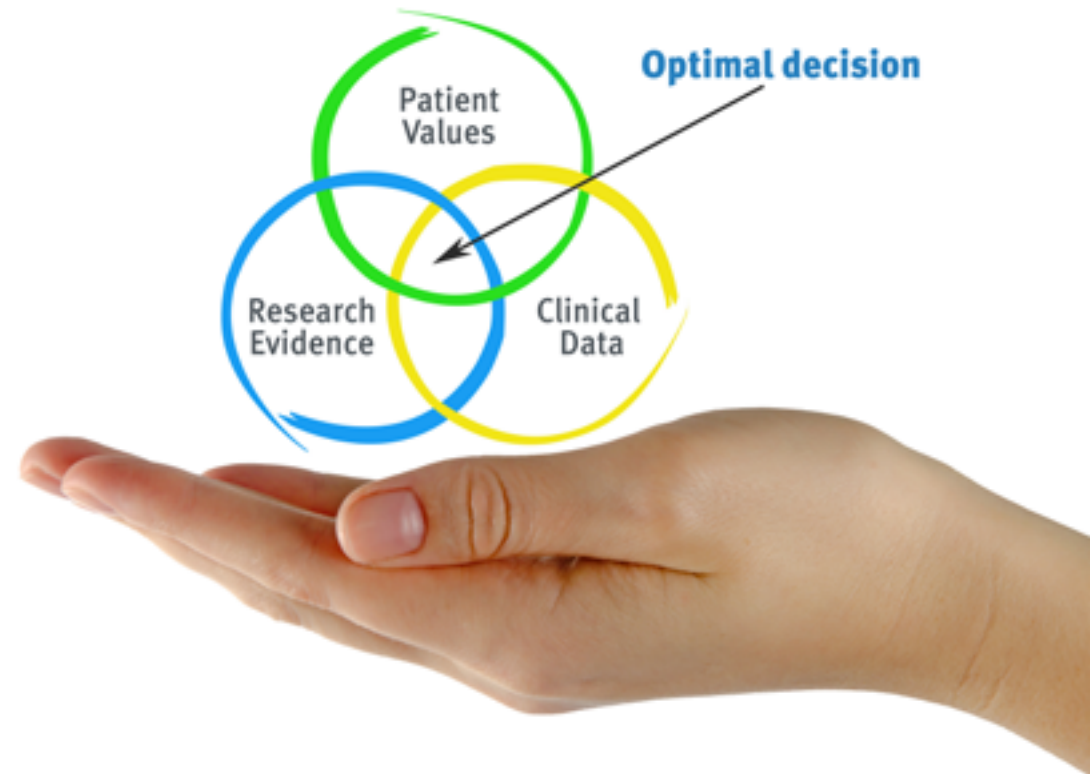 Optimal decision
Patient
Values
Research
Evidence
Clinical
Data